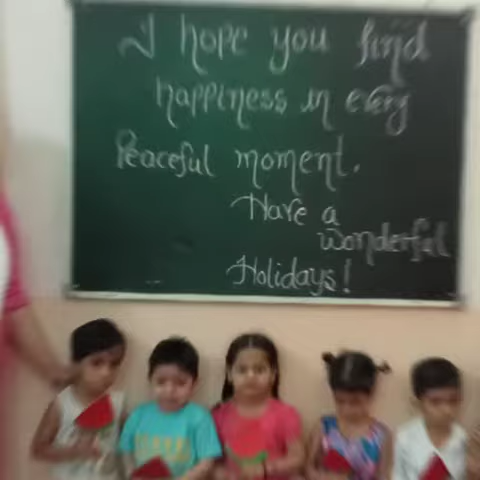 I hope you find
happiness in every
Peaceful moment.
Have a
wonderful
Holidays!